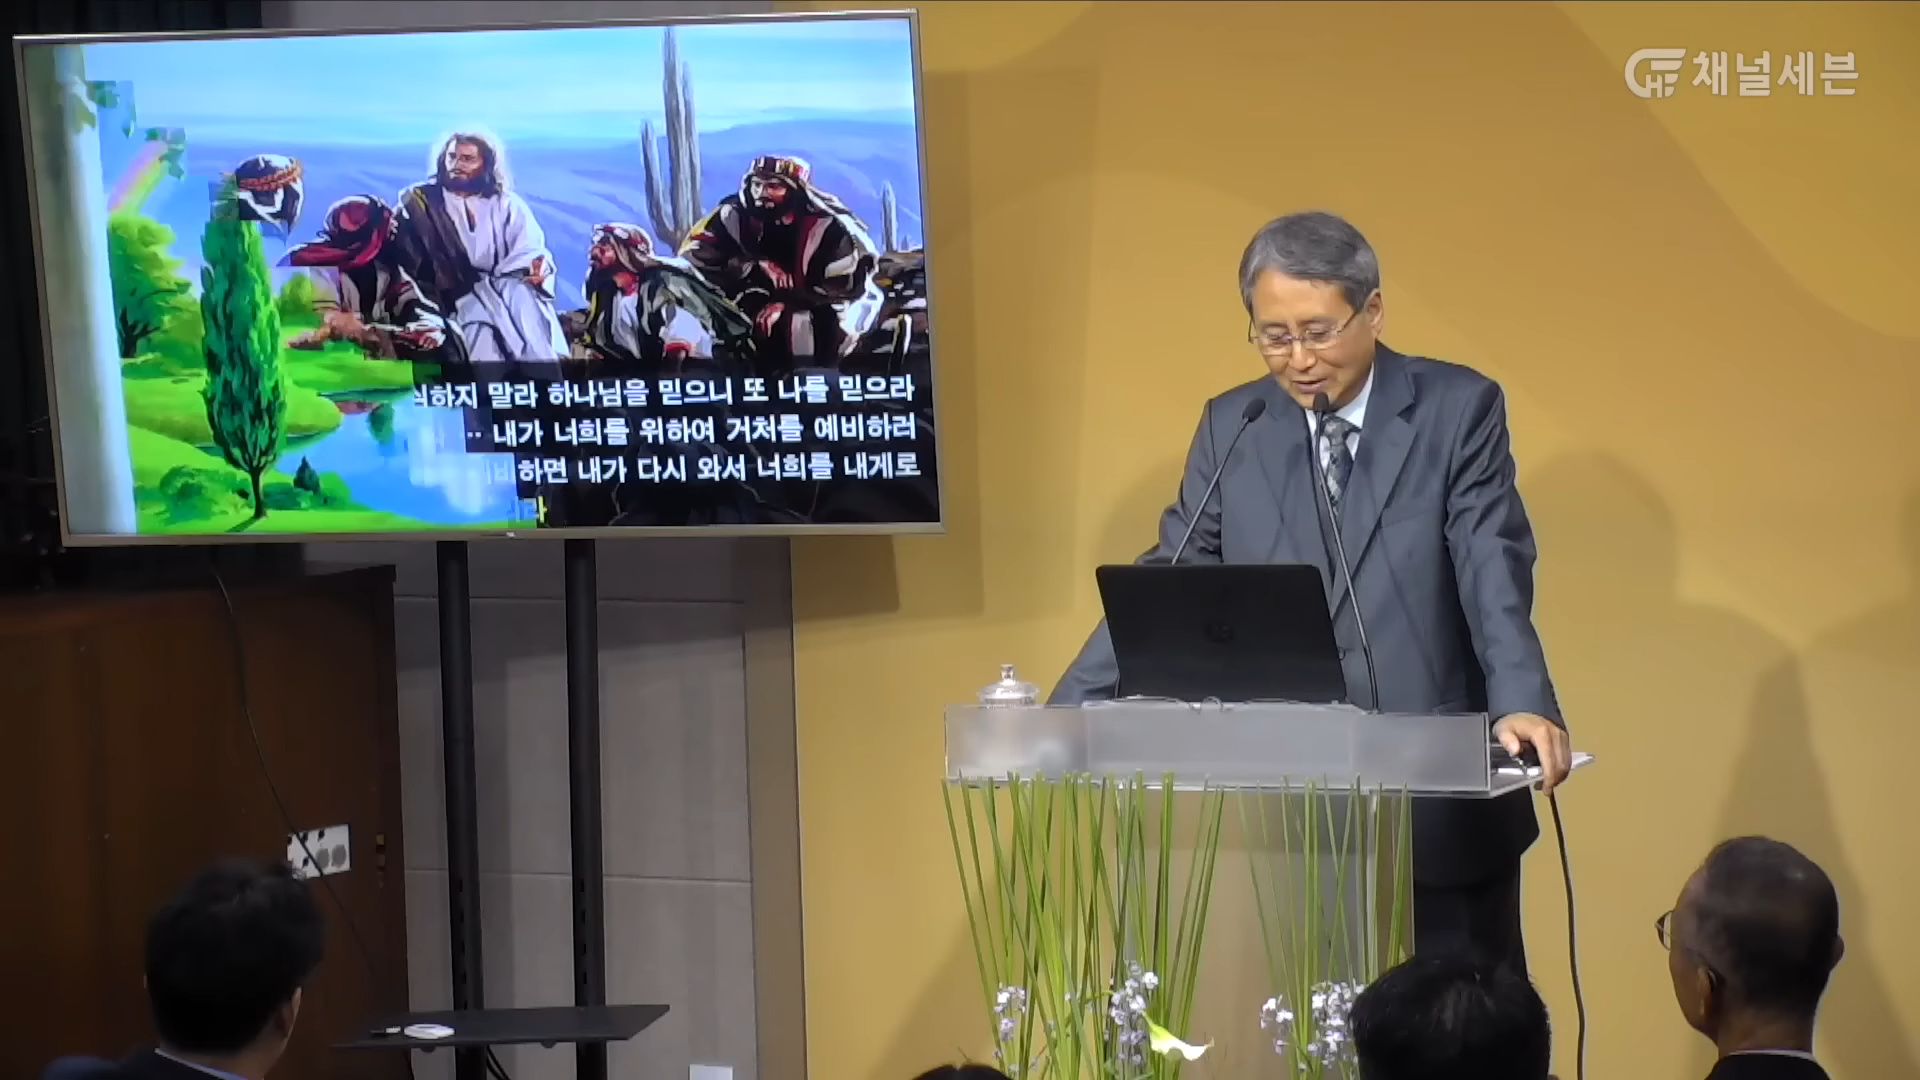 채널세븐
말라 하나님을 믿으니 또 나를 믿으라
… 내가 너희를 위하여 거처를 예비하러
하면 내가 다시 와서 너희를 내게로